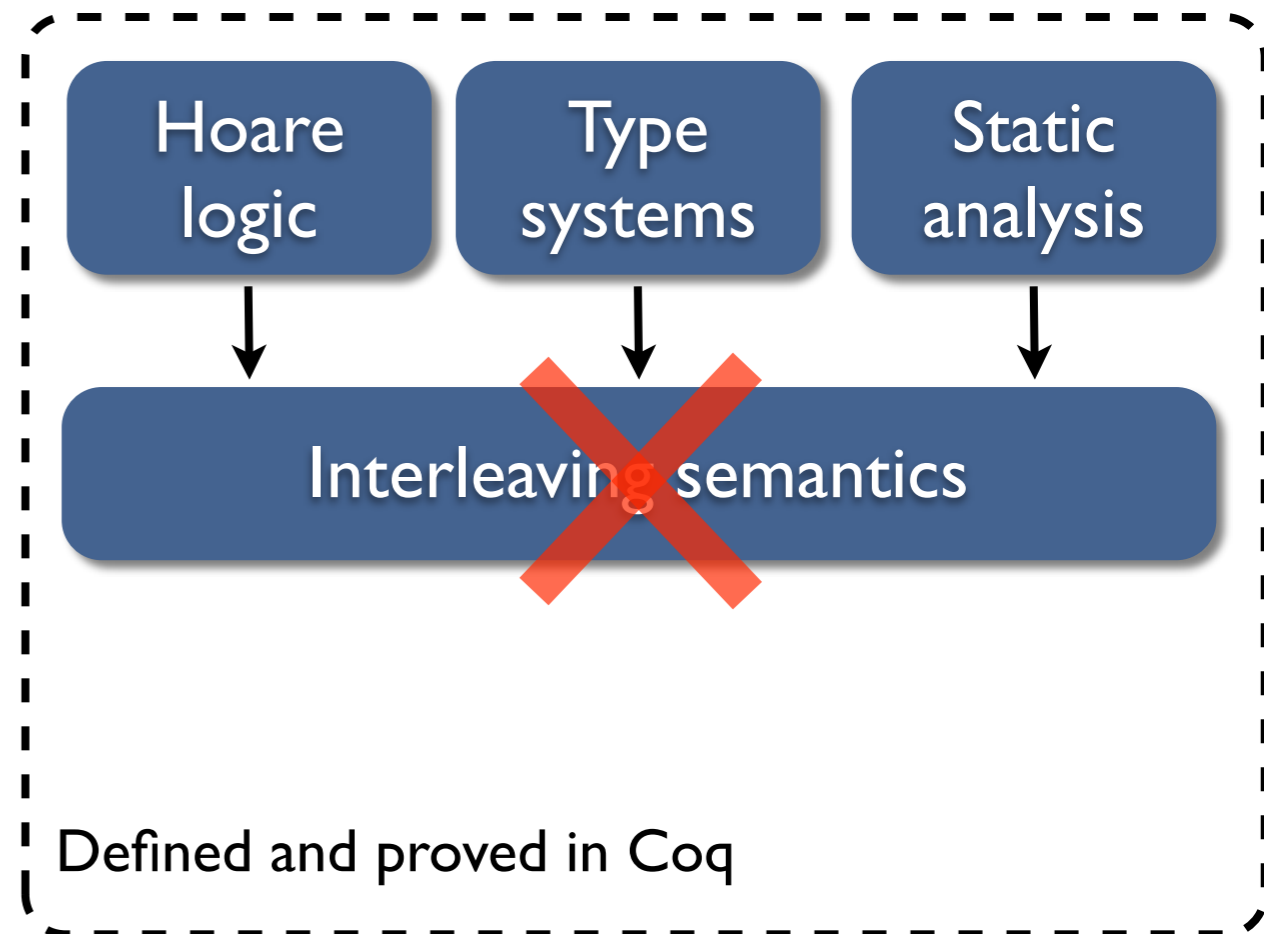 Hoare
logic
Type
systems
Static
analysis
Interleaving semantics
Defined and proved in Coq